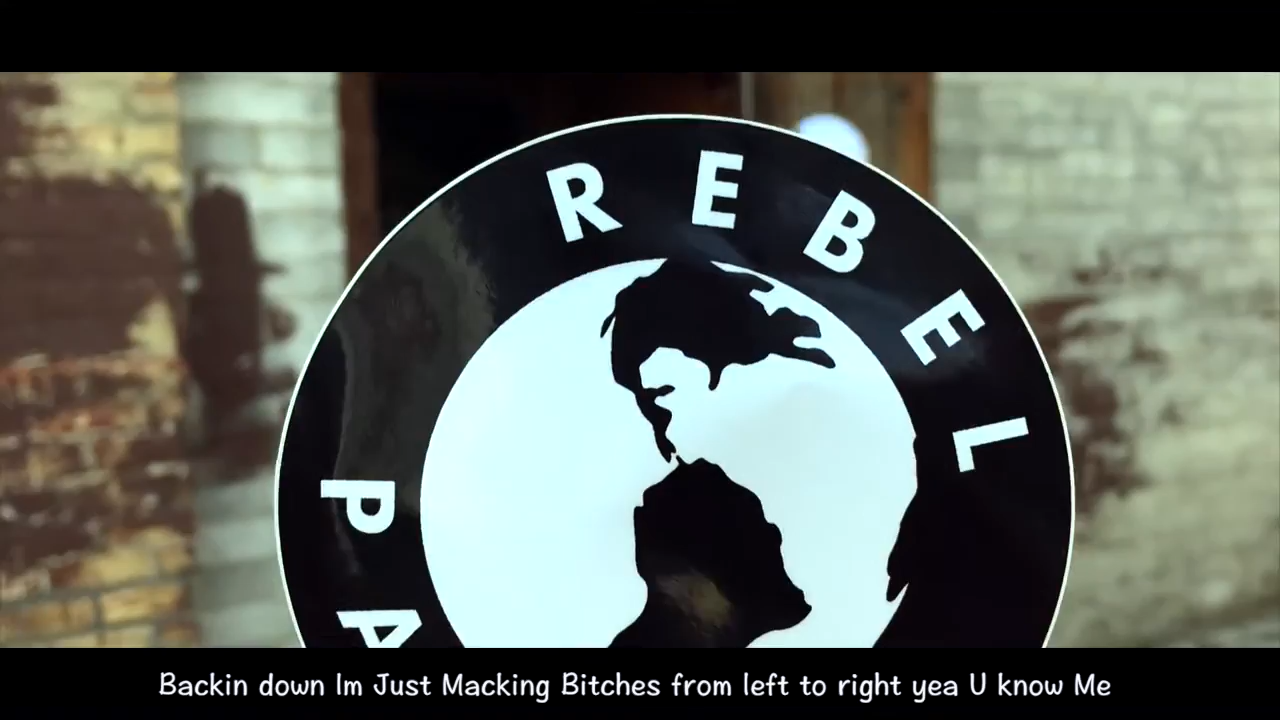 REBEL
PA
Backin down Im Just Macking Bitches from left to right yea U know Me